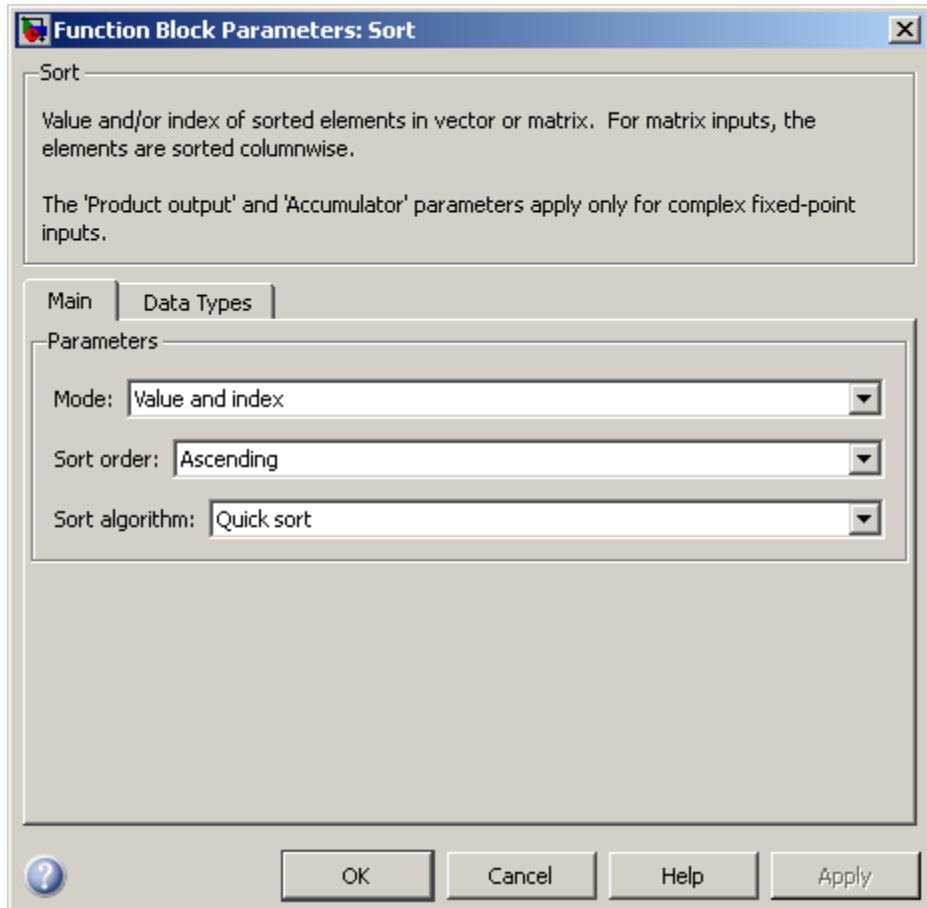 Function Block Parameters: Sort
Sort
Value and/or index of sorted elements in vector or matrix.  For matrix inputs, the
elements are sorted columnwise.
The 'Product output' and 'Accumulator' parameters apply only for complex fixed-point
inputs.
Main Data Types
Parameters
Mode: Value and index
Sort order: Ascending
Sort algorithm: Quick sort
? OK Cancel Help Apply